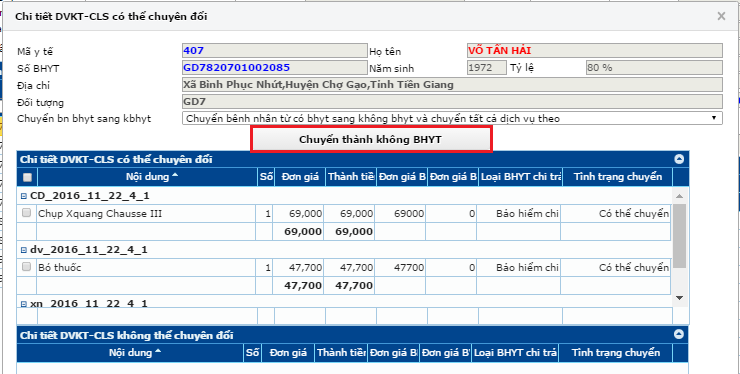 Chi tiết DVKT-CLS có thể chuyên đổi
Mã y tế 407 Họ tên VÕ TẤN HẢI
Số BHYT GD7820701002085 Năm sinh 1972 Tỷ lệ 80 %
Địa chỉ Xã Bình Phục Nhứt,Huyện Chợ Gạo,Tỉnh Tiền Giang
Đối tượng GD7
Chuyển bn bhyt sang kbhyt Chuyển bênh nhân từ có bhyt sang không bhyt và chuyển tất cả dịch vụ theo
Chuyển thành không BHYT
Chi tiết DVKT-CLS có thể chuyên đổi
Nội dung Số Đơn giá Thành tiền Đơn giá B Đơn giá B Loại BHYT chi trả Tình trạng chuyển
CD_2016_11_22_4_1
Chụp Xquang Chausse III 1 69,000 69,000 69000 0 Bảo hiểm chi Có thể chuyển
69,000 69,000
dv_2016_11_22_4_1
Bó thuốc 1 47,700 47,700 47700 0 Bảo hiểm chi Có thể chuyển
47,700 47,700
xn_2016_11_22_4_1
Chi tiết DVKT-CLS không thể chuyên đổi
Nội dung Số Đơn giá Thành tiền Đơn giá B Đơn giá B Loại BHYT chi trả Tình trạng chuyển